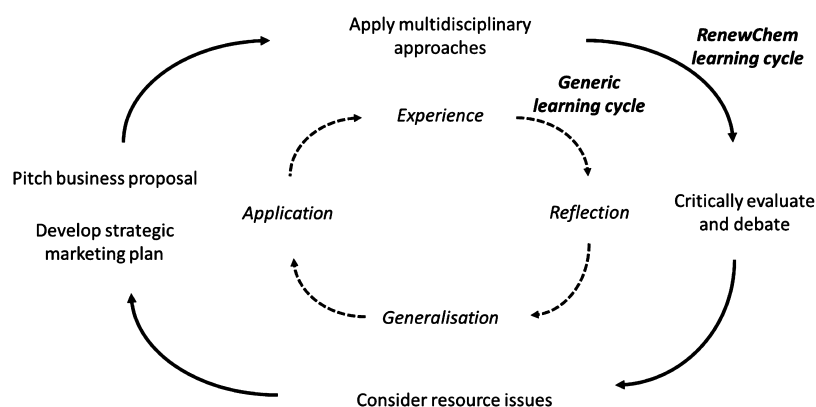 Apply multidisciplinary
approaches
RenewChem
learning cycle
Generic
learning cycle
Experience
Pitch business proposal
Develop strategic
marketing plan
Application
Reflection
Critically evaluate
and debate
Generalisation
Consider resource issues